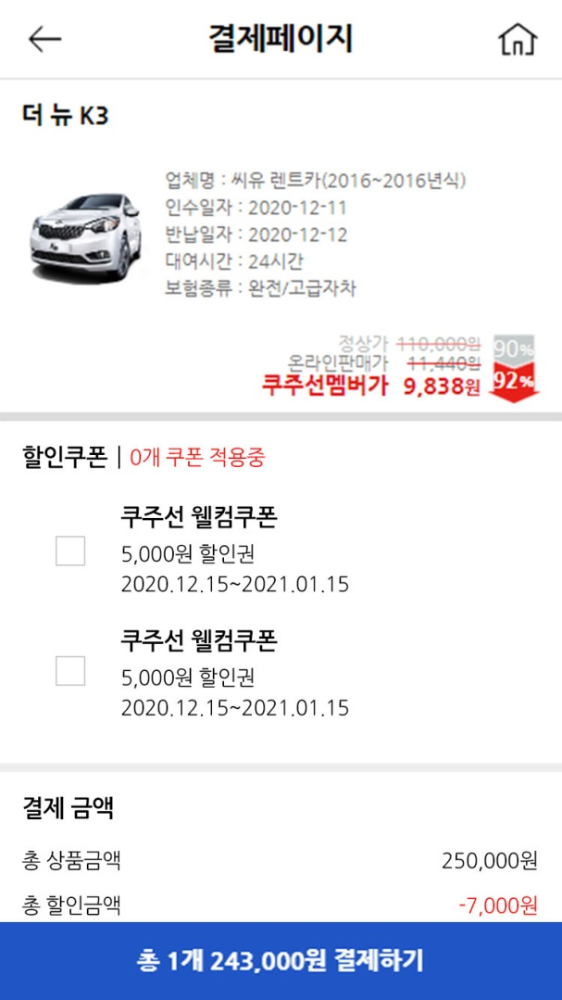 결제페이지
더 뉴 K3
업체명 : 씨유 렌트카(2016~2016년식)
인수일자 : 2020-12-11
반납일자 : 2020-12-12
대여시간 : 24시간
보험종류 : 완전/고급자차
정상가 110,000원 90%
온라인판매가 11,440원
쿠주선멤버가 9,838원 92%
할인쿠폰 | 0개 쿠폰 적용중
쿠주선 웰컴쿠폰
5,000원 할인권
2020.12.15~2021.01.15
쿠주선 웰컴쿠폰
5,000원 할인권
2020.12.15~2021.01.15
결제 금액
총 상품금액 250,000원
총 할인금액 -7,000원
총 1개 243,000원 결제하기